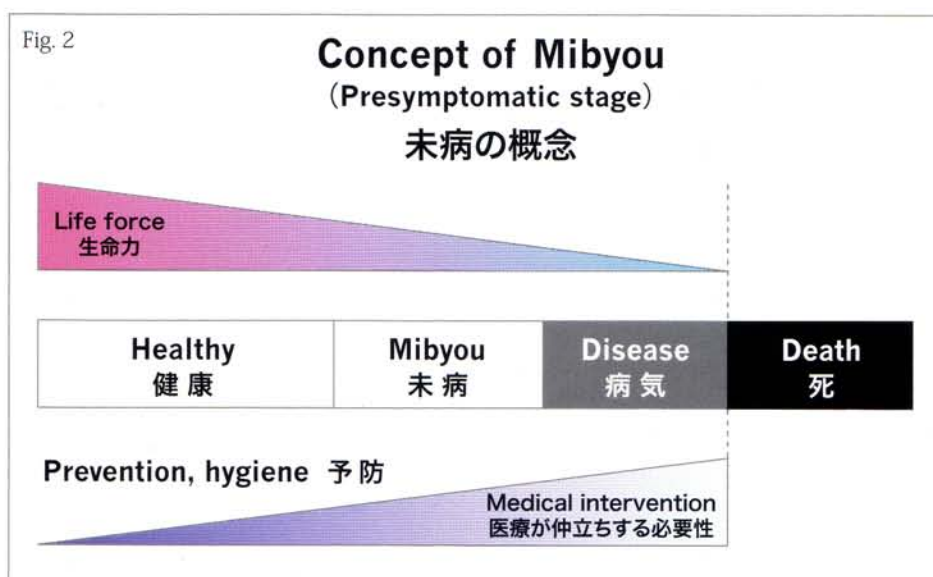 Fig. 2
Concept of Mibyou
(Presymptomatic stage)
未病の概念
Life force
生命力
Healthy
健康
Mibyou
未病
Disease
病気
Death
死
Prevention, hygiene 予防
Medical intervention
医療が仲立ちする必要性